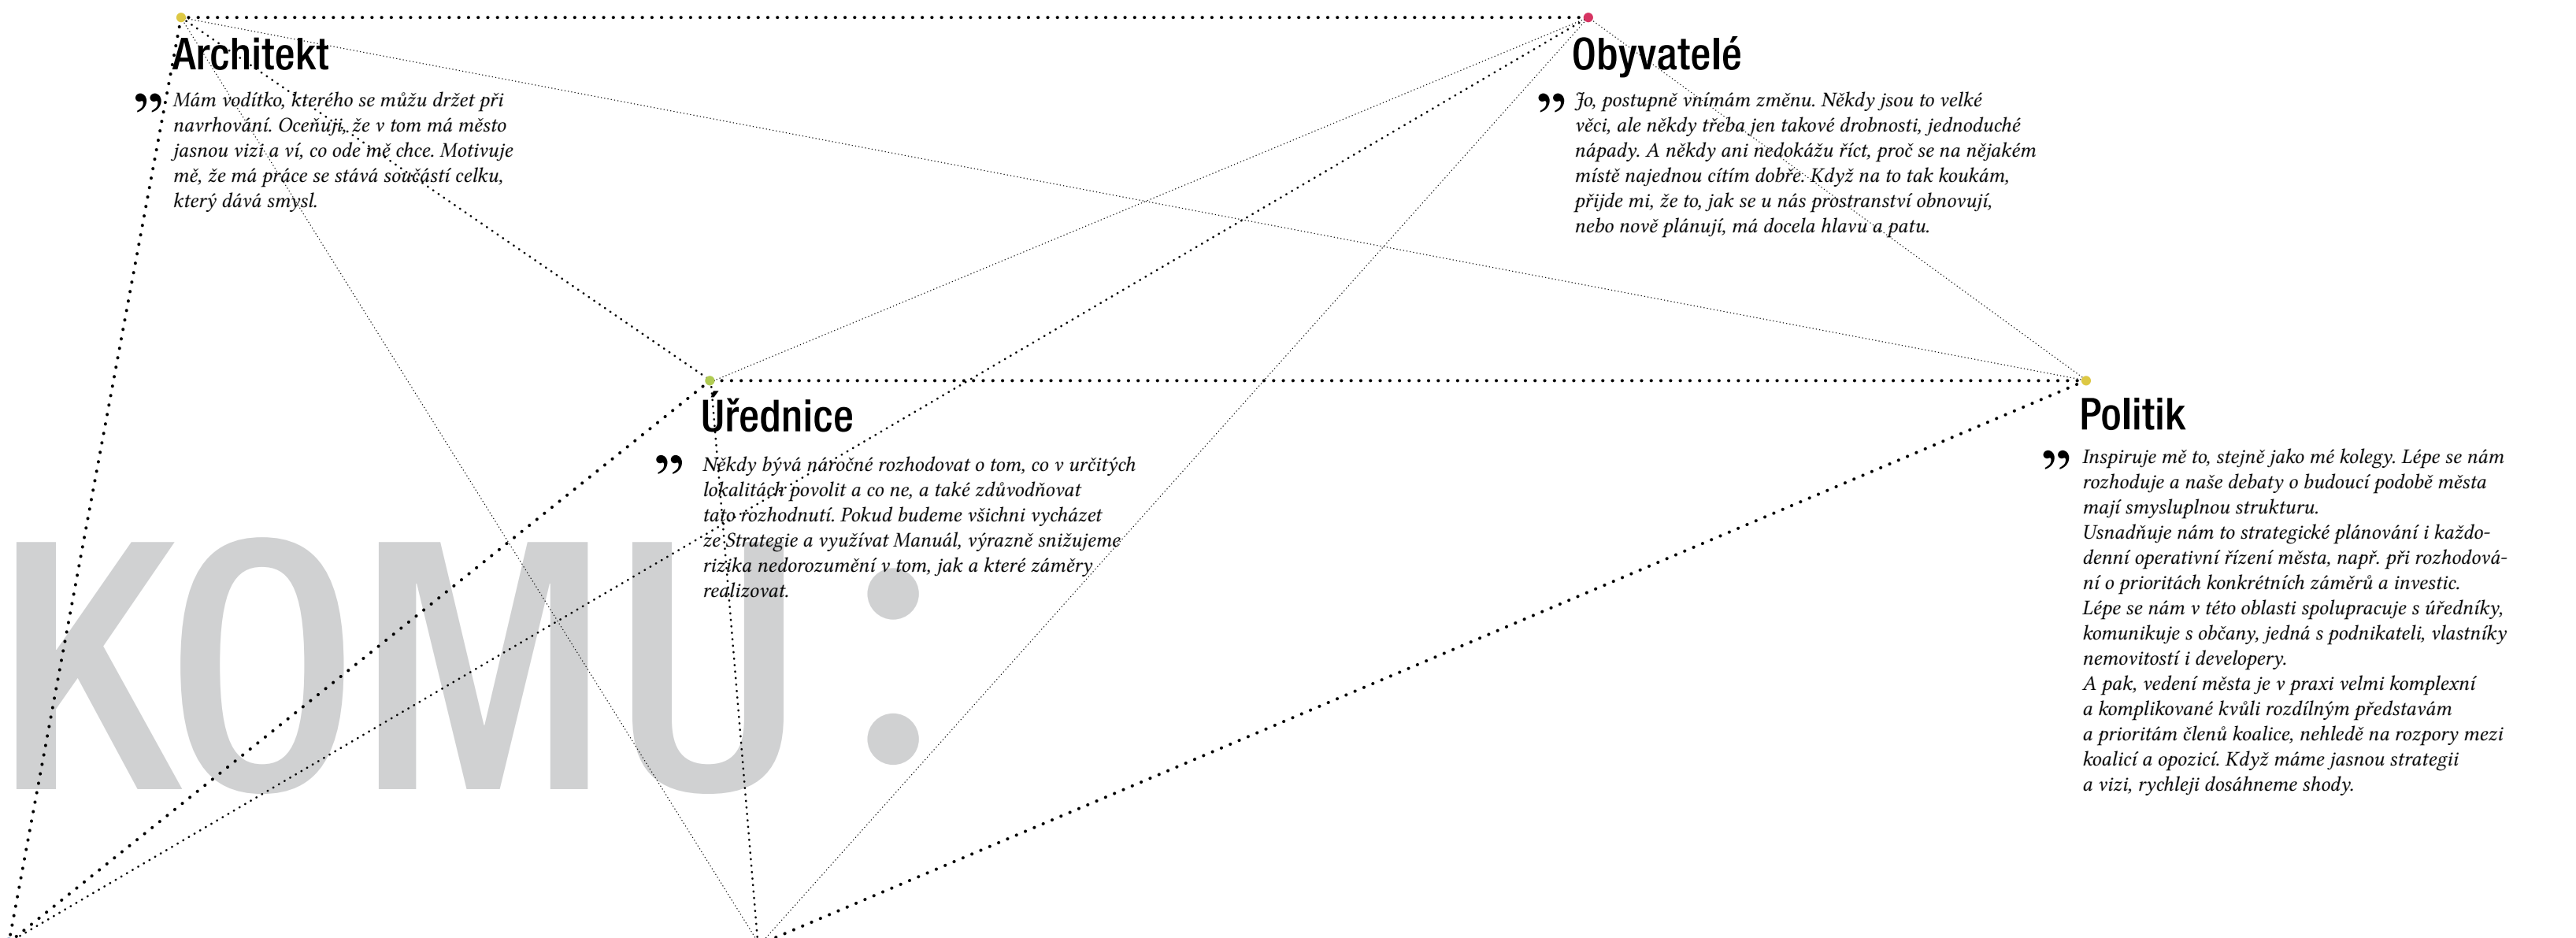 Architekt
” Mám vodítko, kterého se můžu držet při
navrhování. Oceňuji, že v tom má město
jasnou vizi a ví, co ode mě chce. Motivuje
mě, že má práce se stává součástí celku,
který dává smysl.
Obyvatelé
” Jo, postupně vnímám změnu. Někdy jsou to velké
věci, ale někdy třeba jen takové drobnosti, jednoduché
nápady. A někdy ani nedokážu říct, proč se na nějakém
místě najednou cítím dobře. Když na to tak koukám,
přijde mi, že to, jak se u nás prostranství obnovují,
nebo nově plánují, má docela hlavu a patu.
Úřednice
” Někdy bývá náročné rozhodovat o tom, co v určitých
lokalitách povolit a co ne, a také zdůvodňovat
tato rozhodnutí. Pokud budeme všichni vycházet
ze Strategie a využívat Manuál, výrazně snižujeme
rizika nedorozumění v tom, jak a které záměry
realizovat.
Politik
” Inspiruje mě to, stejně jako mé kolegy. Lépe se nám
rozhoduje a naše debaty o budoucí podobě města
mají smysluplnou strukturu.
Usnadňuje nám to strategické plánování i každo-
denní operativní řízení města, např. při rozhodová-
ní o prioritách konkrétních záměrů a investic.
Lépe se nám v této oblasti spolupracuje s úředníky,
komunikuje s občany, jedná s podnikateli, vlastníky
nemovitostí i developery.
A pak, vedení města je v praxi velmi komplexní
a komplikované kvůli rozdílným představám
a prioritám členů koalice, nehledě na rozpory mezi
koalicí a opozicí. Když máme jasnou strategii
a vizi, rychleji dosáhneme shody.
KOMU: